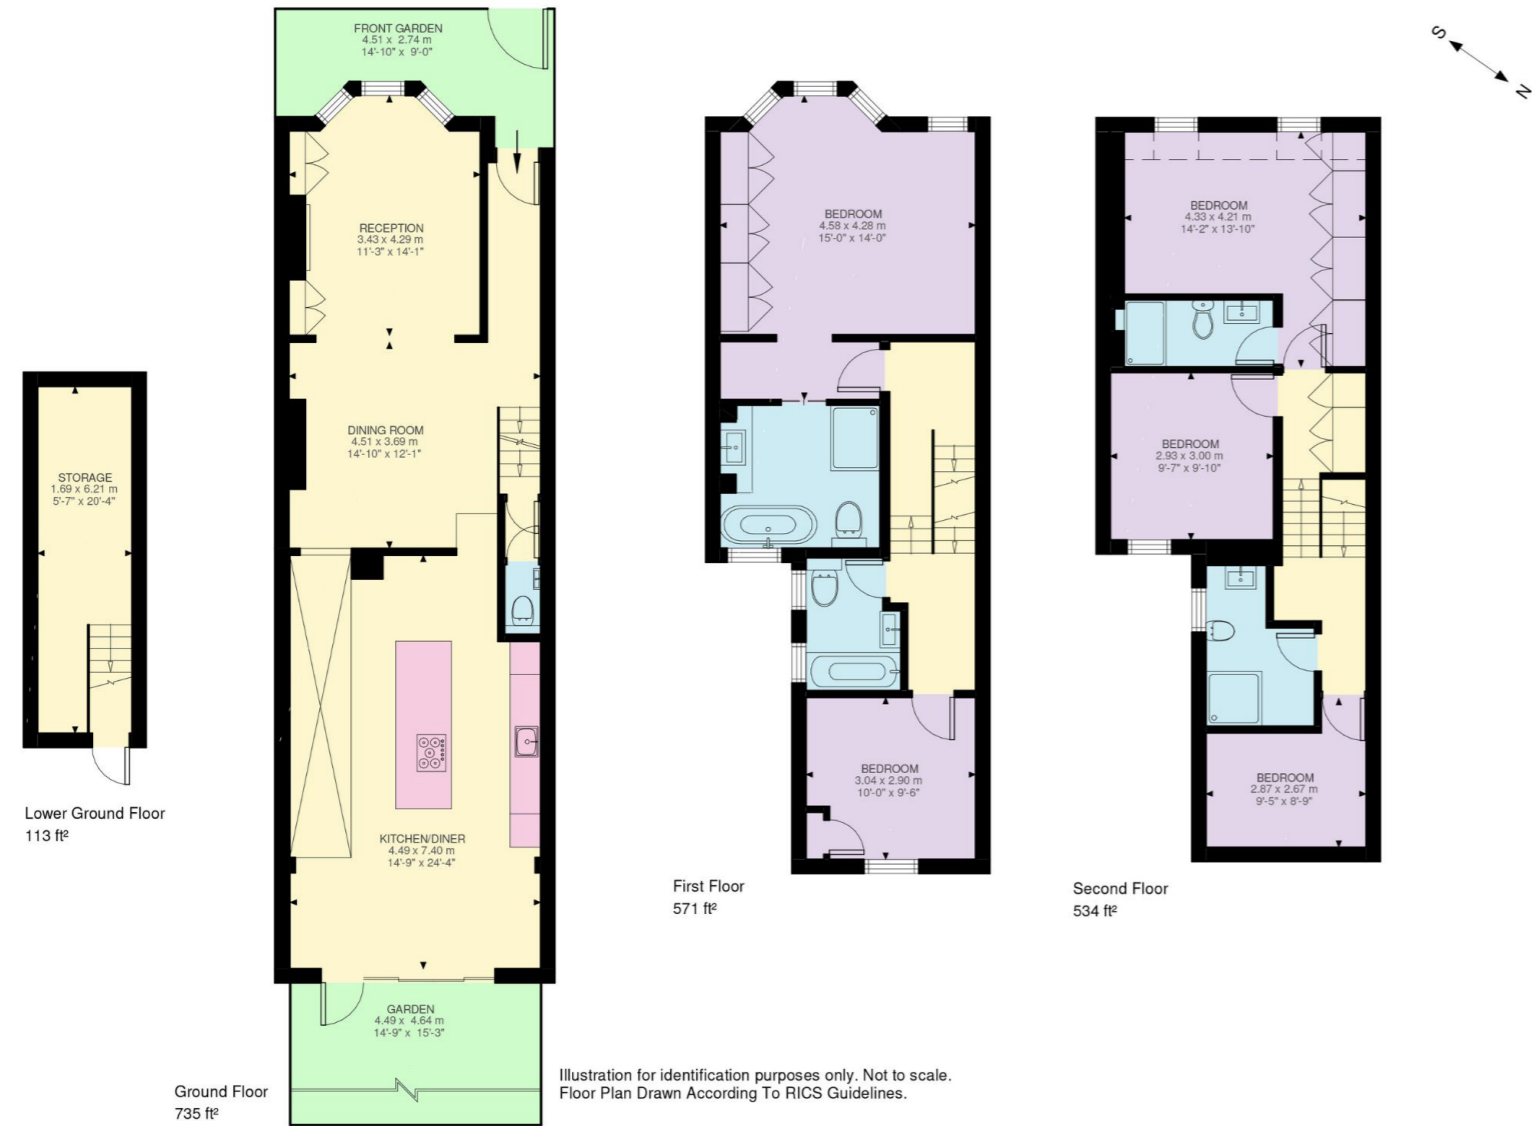 FRONT GARDEN
4.51 x 2.74 m
14'-10" x 9'-0"
S
N
RECEPTION
3.43 x 4.29 m
11'-3" x 14'-1"
DINING ROOM
4.51 x 3.69 m
14'-10" x 12'-1"
STORAGE
1.69 x 6.21 m
5'-7" x 20'-4"
Lower Ground Floor
113 ft²
KITCHEN/DINER
4.49 x 7.40 m
14'-9" x 24'-4"
GARDEN
4.49 x 4.64 m
14'-9" x 15'-3"
Ground Floor
735 ft²
BEDROOM
4.58 x 4.28 m
15'-0" x 14'-0"
BEDROOM
3.04 x 2.90 m
10'-0" x 9'-6"
First Floor
571 ft²
BEDROOM
4.33 x 4.21 m
14'-2" x 13'-10"
BEDROOM
2.93 x 3.00 m
9'-7" x 9'-10"
BEDROOM
2.87 x 2.67 m
9'-5" x 8'-9"
Second Floor
534 ft²
Illustration for identification purposes only. Not to scale.
Floor Plan Drawn According To RICS Guidelines.